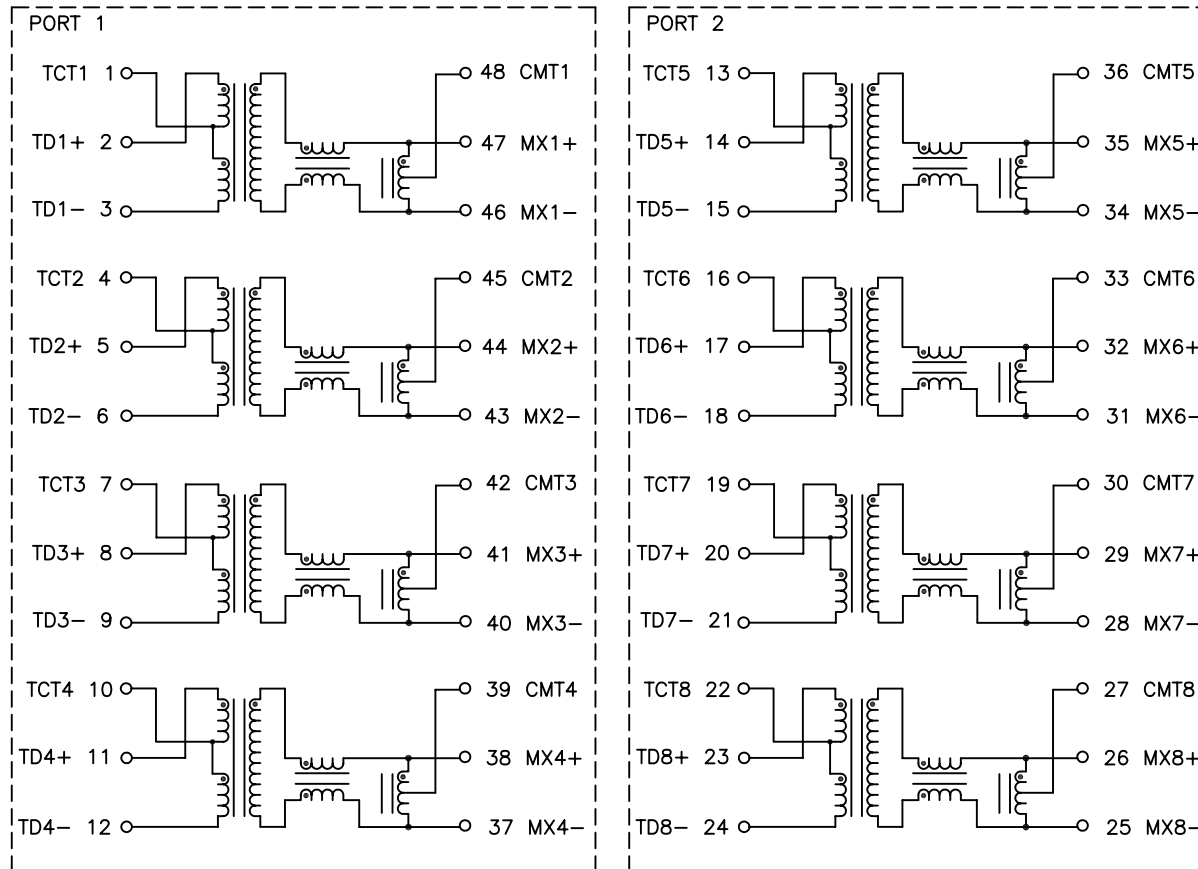 PORT 1
TCT1 1
48 CMT1
TD1+ 2
47 MX1+
TD1− 3
46 MX1−
TCT2 4
45 CMT2
TD2+ 5
44 MX2+
TD2− 6
43 MX2−
TCT3 7
42 CMT3
TD3+ 8
41 MX3+
TD3− 9
40 MX3−
TCT4 10
39 CMT4
TD4+ 11
38 MX4+
TD4− 12
37 MX4−
PORT 2
TCT5 13
36 CMT5
TD5+ 14
35 MX5+
TD5− 15
34 MX5−
TCT6 16
33 CMT6
TD6+ 17
32 MX6+
TD6− 18
31 MX6−
TCT7 19
30 CMT7
TD7+ 20
29 MX7+
TD7− 21
28 MX7−
TCT8 22
27 CMT8
TD8+ 23
26 MX8+
TD8− 24
25 MX8−